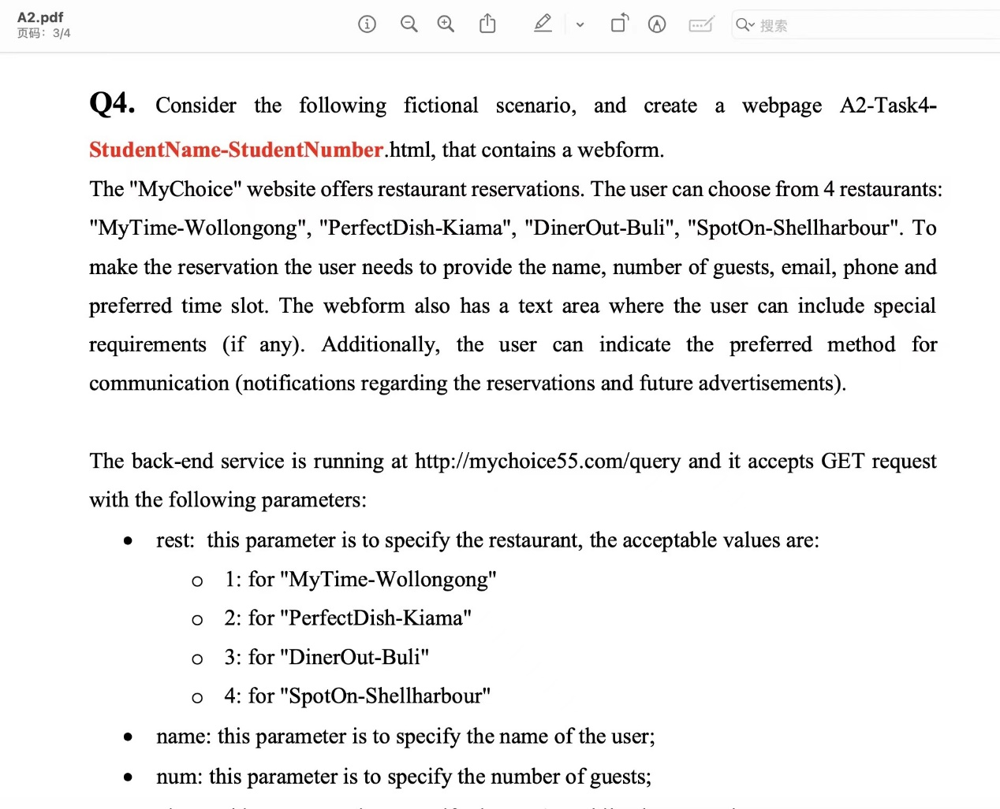 A2.pdf
页码：3/4
搜索
Q4. Consider the following fictional scenario, and create a webpage A2-Task4-
StudentName-StudentNumber.html, that contains a webform.
The "MyChoice" website offers restaurant reservations. The user can choose from 4 restaurants:
"MyTime-Wollongong", "PerfectDish-Kiama", "DinerOut-Buli", "SpotOn-Shellharbour". To
make the reservation the user needs to provide the name, number of guests, email, phone and
preferred time slot. The webform also has a text area where the user can include special
requirements (if any). Additionally, the user can indicate the preferred method for
communication (notifications regarding the reservations and future advertisements).
The back-end service is running at http://mychoice55.com/query and it accepts GET request
with the following parameters:
• rest: this parameter is to specify the restaurant, the acceptable values are:
o 1: for "MyTime-Wollongong"
o 2: for "PerfectDish-Kiama"
o 3: for "DinerOut-Buli"
o 4: for "SpotOn-Shellharbour"
• name: this parameter is to specify the name of the user;
• num: this parameter is to specify the number of guests;